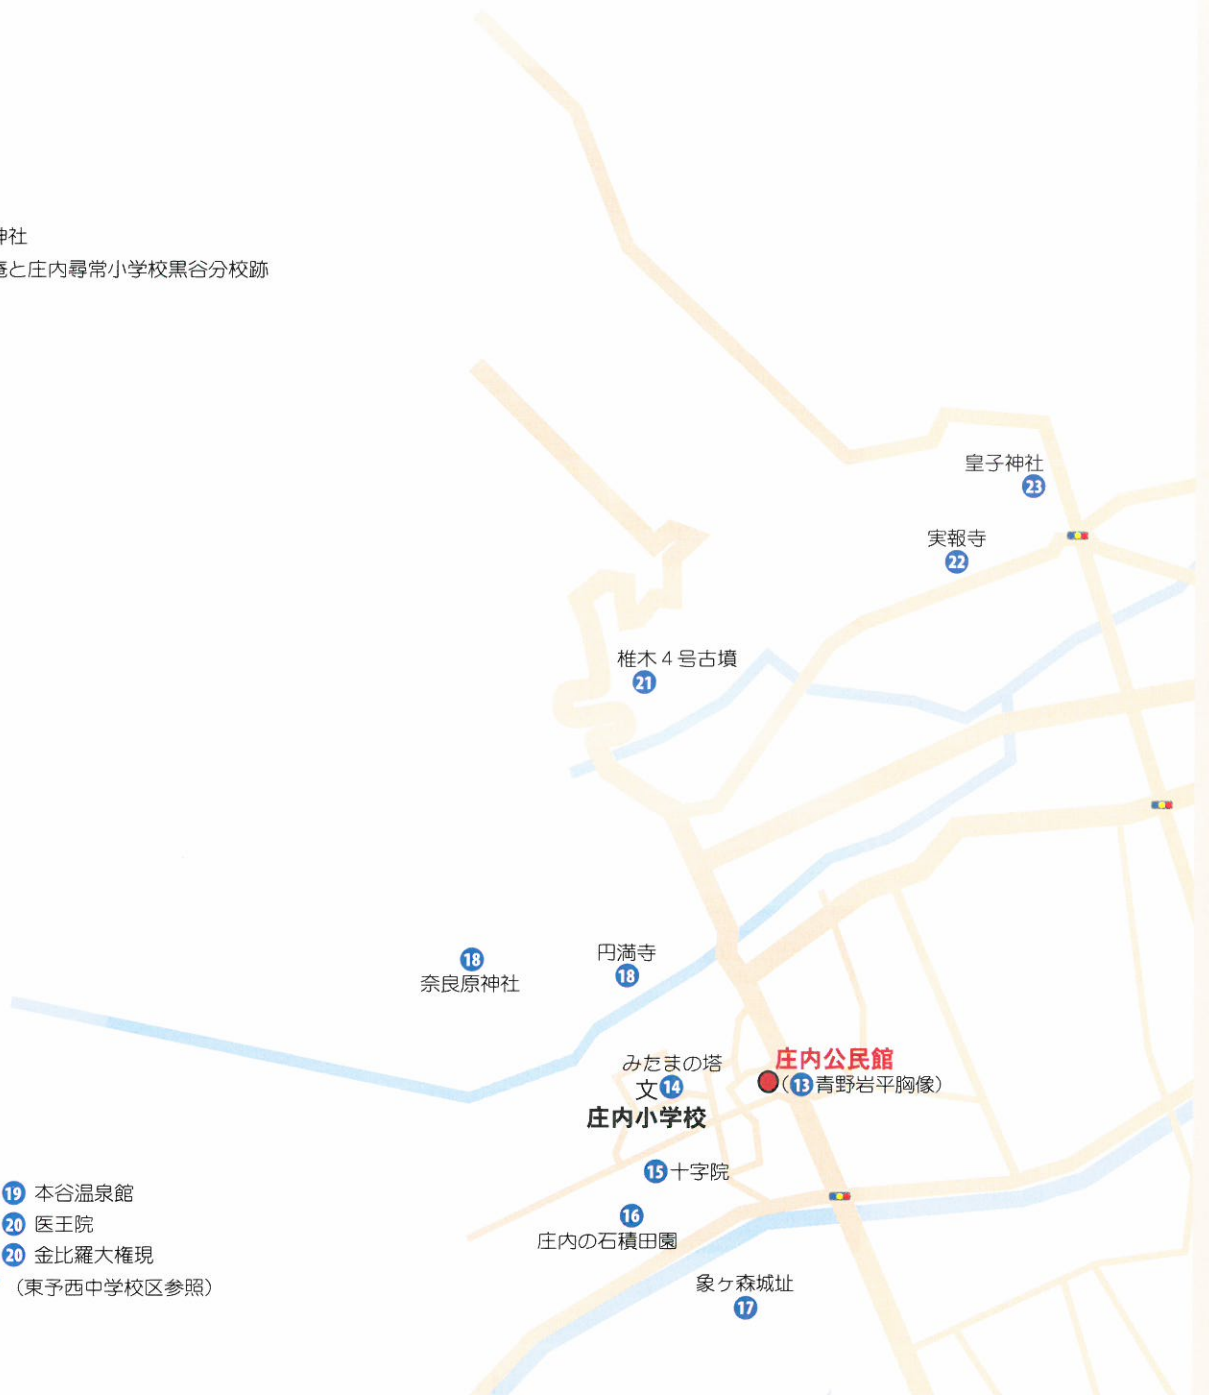 神社
庵と庄内尋常小学校黒谷分校跡
皇子神社
23
実報寺
22
椎木4号古墳
21
18
奈良原神社
円満寺
18
みたまの塔
文14
庄内小学校
庄内公民館
(13青野岩平胸像)
15十字院
16
庄内の石積田園
象ヶ森城址
17
19 本谷温泉館
20 医王院
20 金比羅大権現
(東予西中学校区参照)